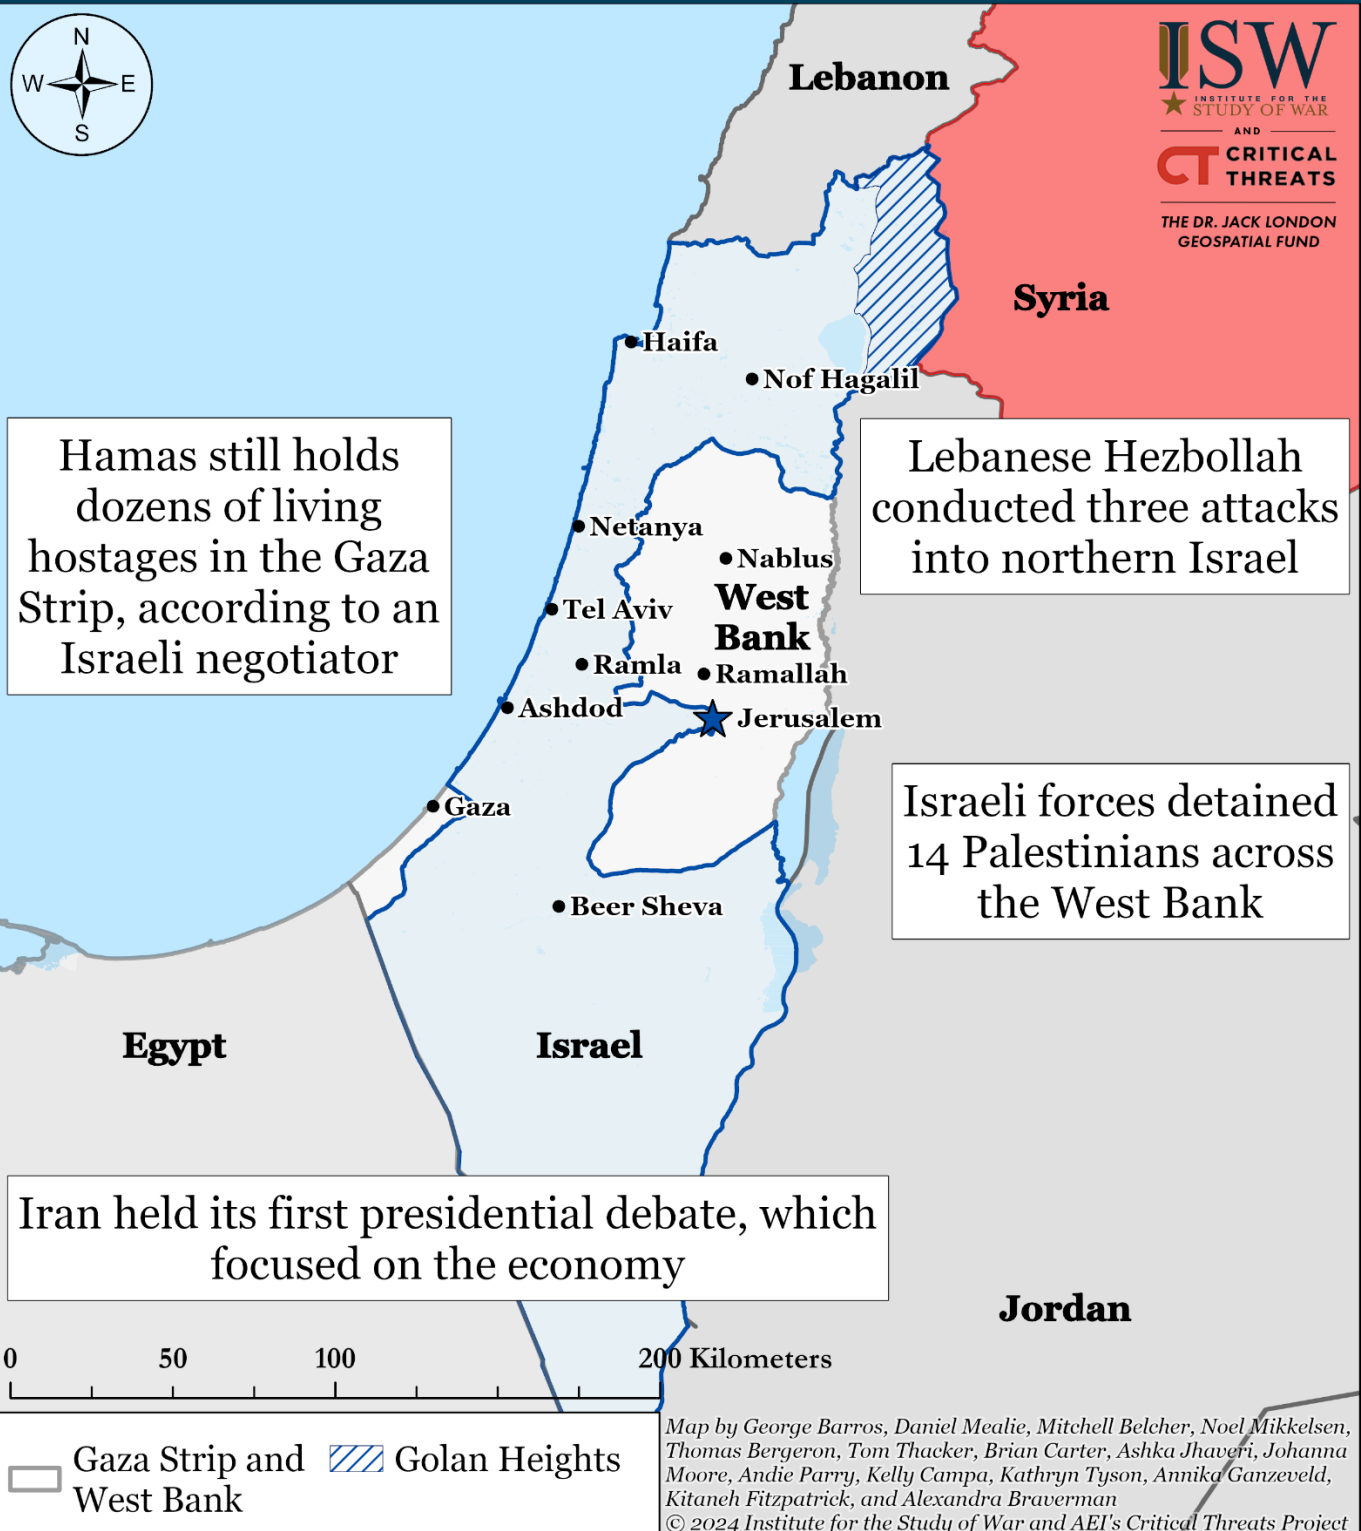 N
W E
S
Lebanon
ISW
INSTITUTE FOR THE
STUDY OF WAR
AND
CT CRITICAL
THREATS
THE DR. JACK LONDON
GEOSPATIAL FUND
Syria
Haifa
Nof Hagalil
Hamas still holds
dozens of living
hostages in the Gaza
Strip, according to an
Israeli negotiator
Lebanese Hezbollah
conducted three attacks
into northern Israel
Netanya
Nablus
West
Bank
Tel Aviv
Ramla
Ramallah
Ashdod
Jerusalem
Gaza
Israeli forces detained
14 Palestinians across
the West Bank
Beer Sheva
Egypt
Israel
Iran held its first presidential debate, which
focused on the economy
Jordan
0 50 100 200 Kilometers
Gaza Strip and
West Bank
Golan Heights
Map by George Barros, Daniel Mealie, Mitchell Belcher, Noel Mikkelsen,
Thomas Bergeron, Tom Thacker, Brian Carter, Ashka Jhaveri, Johanna
Moore, Andie Parry, Kelly Campa, Kathryn Tyson, Annika Ganzeveld,
Kitaneh Fitzpatrick, and Alexandra Braverman
© 2024 Institute for the Study of War and AEI's Critical Threats Project